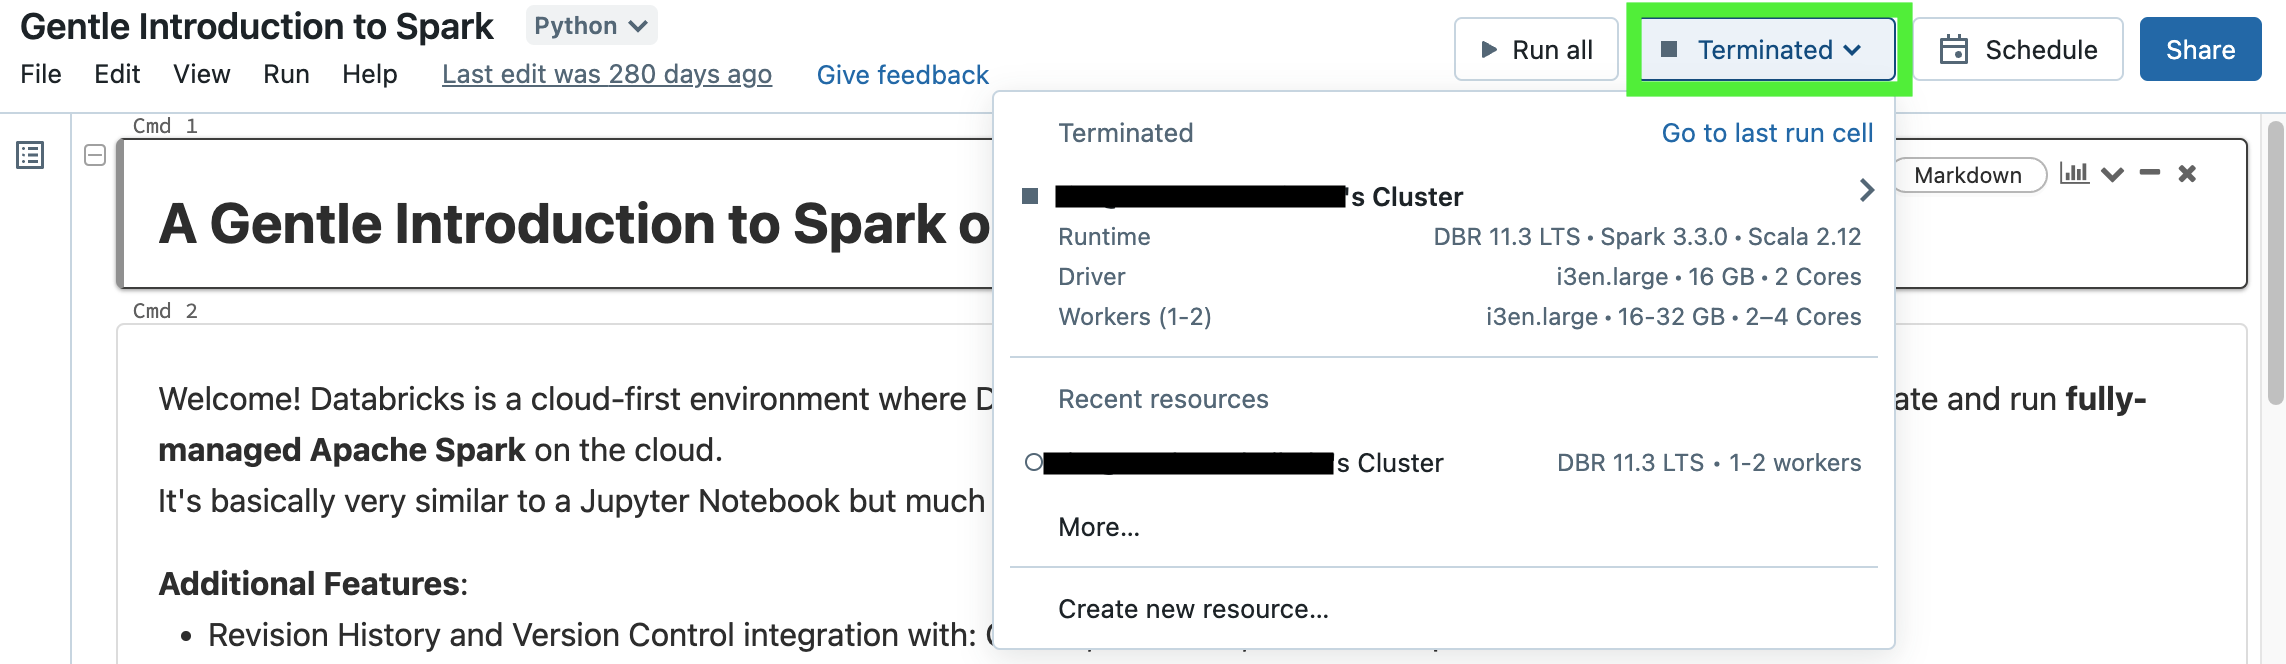 Gentle Introduction to Spark Python
File Edit View Run Help Last edit was 280 days ago Give feedback
Run all Terminated Schedule Share
Cmd 1
A Gentle Introduction to Spark o
Markdown
Cmd 2
Welcome! Databricks is a cloud-first environment where D
ate and run fully-
managed Apache Spark on the cloud.
It's basically very similar to a Jupyter Notebook but much
Additional Features:
• Revision History and Version Control integration with:
Terminated Go to last run cell
's Cluster
Runtime DBR 11.3 LTS • Spark 3.3.0 • Scala 2.12
Driver i3en.large • 16 GB • 2 Cores
Workers (1-2) i3en.large • 16-32 GB • 2–4 Cores
Recent resources
's Cluster DBR 11.3 LTS • 1-2 workers
More...
Create new resource...